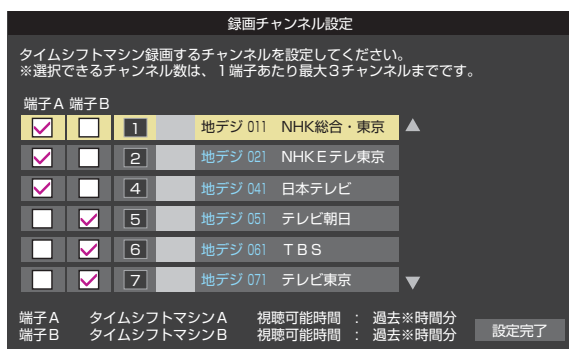 録画チャンネル設定
タイムシフトマシン録画するチャンネルを設定してください。
※選択できるチャンネル数は、1端子あたり最大3チャンネルまでです。
端子A 端子B
1 地デジ 011 NHK総合・東京
2 地デジ 021 NHKEテレ東京
4 地デジ 041 日本テレビ
5 地デジ 051 テレビ朝日
6 地デジ 061 TBS
7 地デジ 071 テレビ東京
端子A タイムシフトマシンA 視聴可能時間 : 過去※時間分
端子B タイムシフトマシンB 視聴可能時間 : 過去※時間分
設定完了